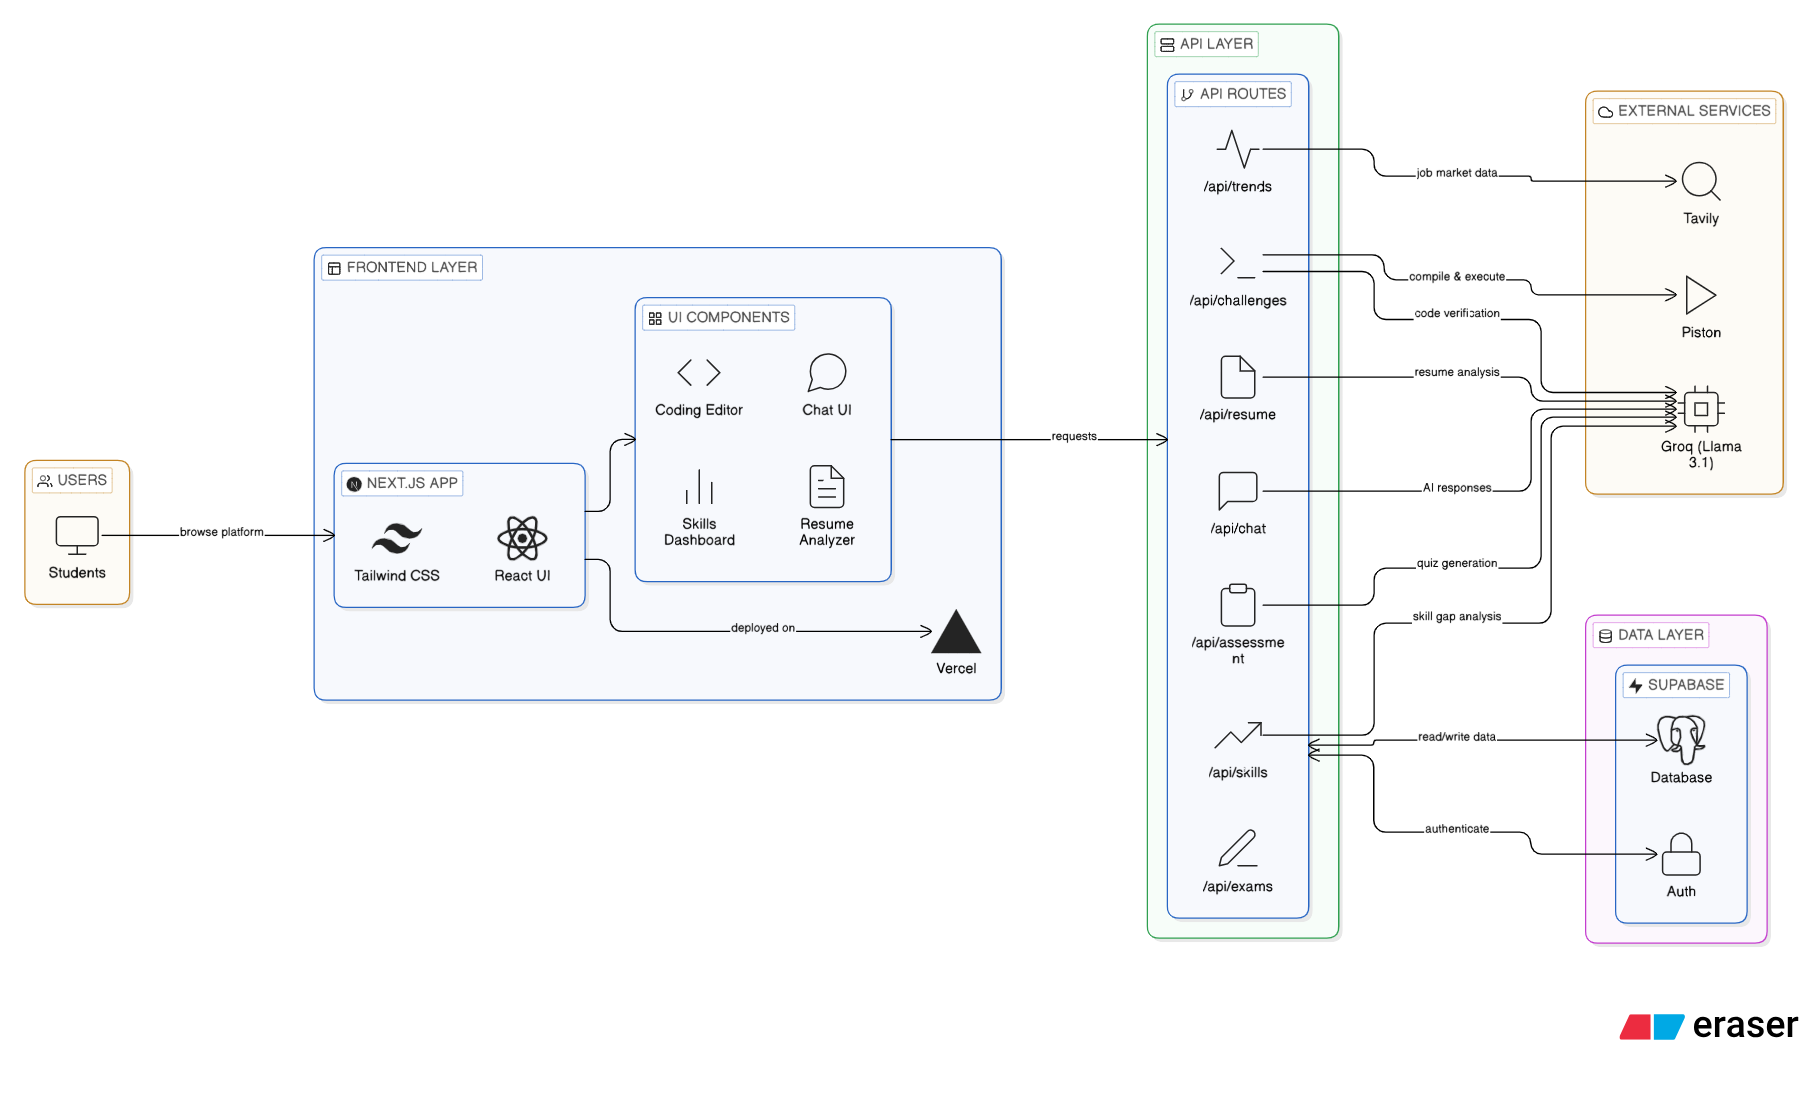 USERS
Students
browse platform
FRONTEND LAYER
NEXT.JS APP
Tailwind CSS
React UI
UI COMPONENTS
Coding Editor
Chat UI
Skills
Dashboard
Resume
Analyzer
deployed on
Vercel
requests
API LAYER
API ROUTES
/api/trends
/api/challenges
/api/resume
/api/chat
/api/assessme
nt
/api/skills
/api/exams
job market data
compile & execute
code verification
resume analysis
AI responses
quiz generation
skill gap analysis
read/write data
authenticate
EXTERNAL SERVICES
Tavily
Piston
Groq (Llama
3.1)
DATA LAYER
SUPABASE
Database
Auth
eraser